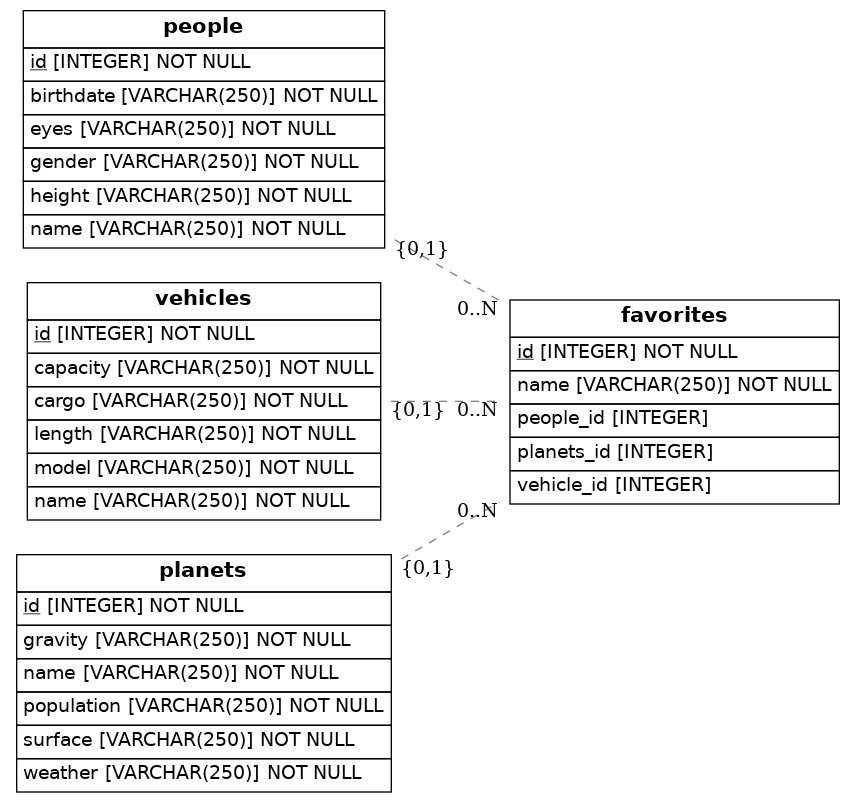 people
id [INTEGER] NOT NULL
birthdate [VARCHAR(250)] NOT NULL
eyes [VARCHAR(250)] NOT NULL
gender [VARCHAR(250)] NOT NULL
height [VARCHAR(250)] NOT NULL
name [VARCHAR(250)] NOT NULL
{0,1}
vehicles
id [INTEGER] NOT NULL
capacity [VARCHAR(250)] NOT NULL
cargo [VARCHAR(250)] NOT NULL
length [VARCHAR(250)] NOT NULL
model [VARCHAR(250)] NOT NULL
name [VARCHAR(250)] NOT NULL
{0,1}
planets
id [INTEGER] NOT NULL
gravity [VARCHAR(250)] NOT NULL
name [VARCHAR(250)] NOT NULL
population [VARCHAR(250)] NOT NULL
surface [VARCHAR(250)] NOT NULL
weather [VARCHAR(250)] NOT NULL
{0,1}
0..N
0..N
0..N
favorites
id [INTEGER] NOT NULL
name [VARCHAR(250)] NOT NULL
people_id [INTEGER]
planets_id [INTEGER]
vehicle_id [INTEGER]